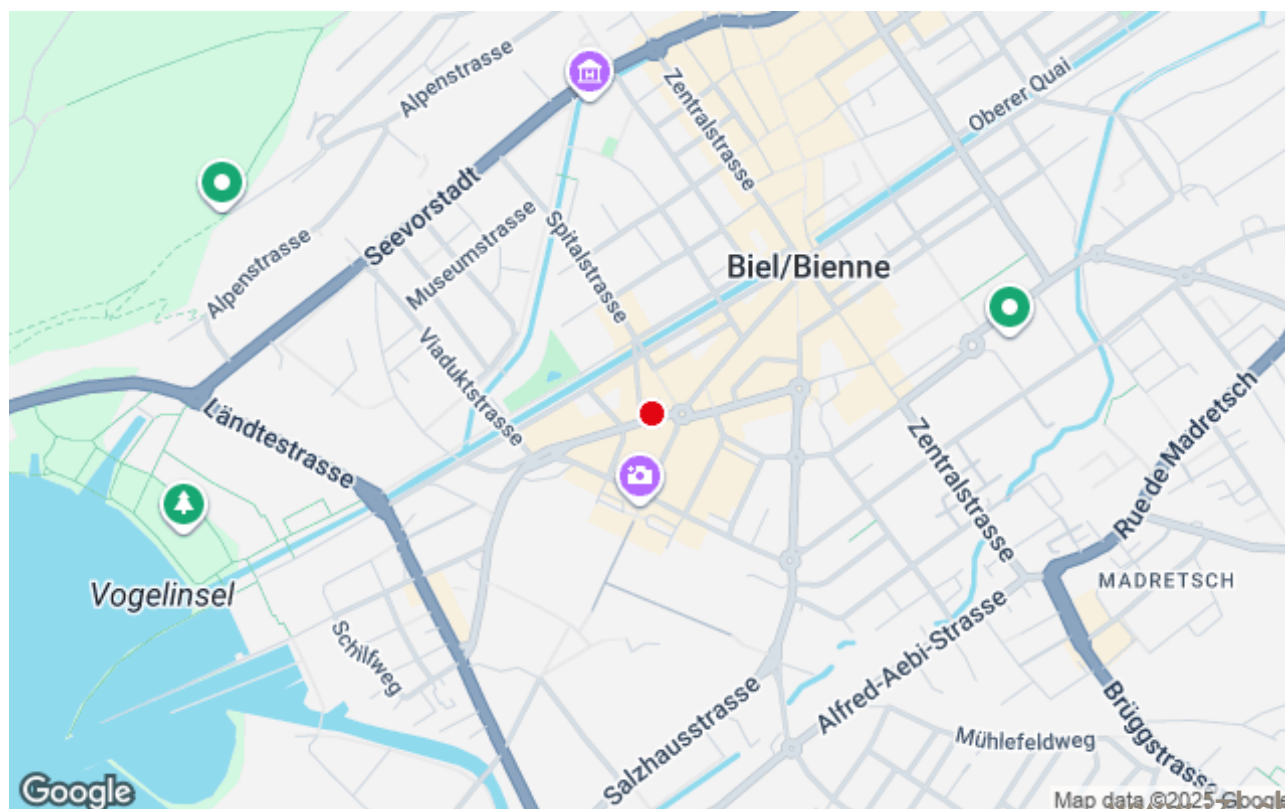 Alpenstrasse
Zentralstrasse
Oberer Quai
Seevorstadt
Museumstrasse
Spitalstrasse
Alpenstrasse
Biel/Bienne
Viaduktstrasse
Ländtestrasse
Rue de Madretsch
Zentralstrasse
Vogelinsel
MADRETSCH
Schilfweg
Alfred-Aebi-Strasse
Salzhausstrasse
Brüggstrasse
Mühlefeldweg
Google
Map data ©2025 Google